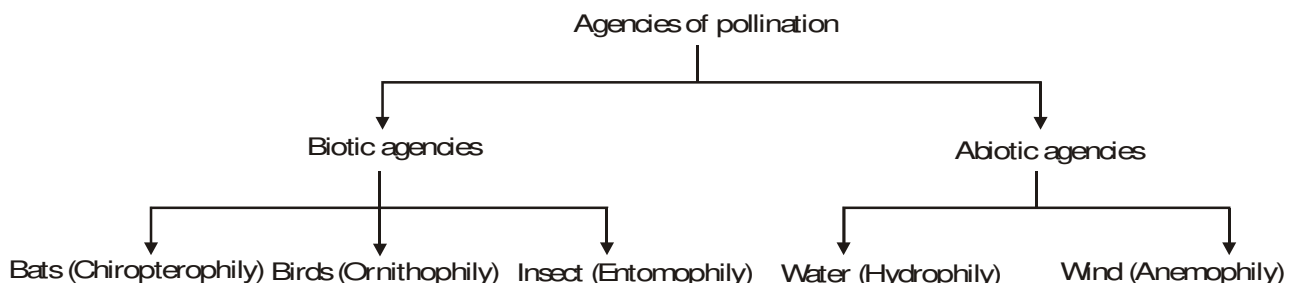 Agencies of pollination
Biotic agencies
Abiotic agencies
Bats (Chiropterophily) Birds (Ornithophily) Insect (Entomophily) Water (Hydrophily) Wind (Anemophily)